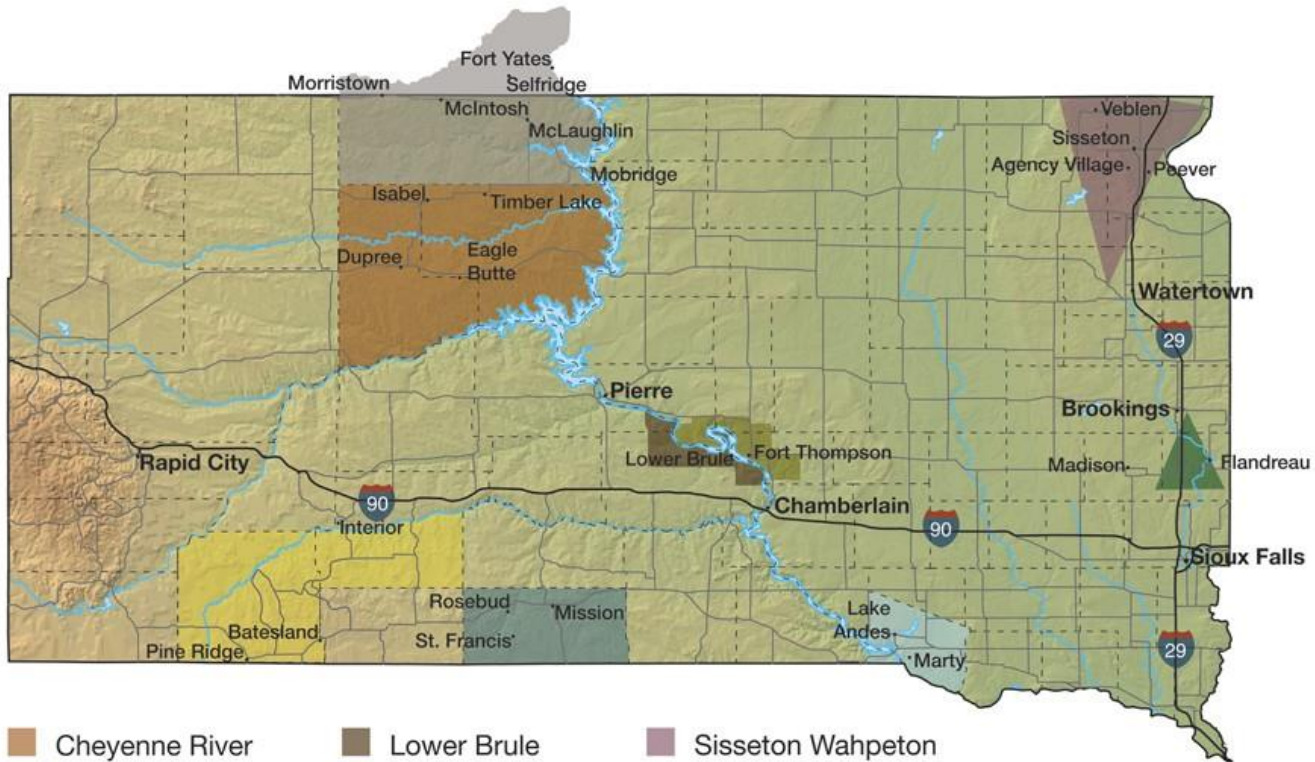 Fort Yates
Morristown
Selfridge
McIntosh
McLaughlin
Mobridge
Veblen
Sisseton
Agency Village
Peever
Isabel
Timber Lake
Dupree
Eagle
Butte
Watertown
29
Pierre
Brookings
Rapid City
Lower Brule
Fort Thompson
Madison
Flandreau
90
Interior
Chamberlain
90
Sioux Falls
Rosebud
Mission
St. Francis
Batesland
Pine Ridge
Lake
Andes
Marty
29
Cheyenne River
Lower Brule
Sisseton Wahpeton